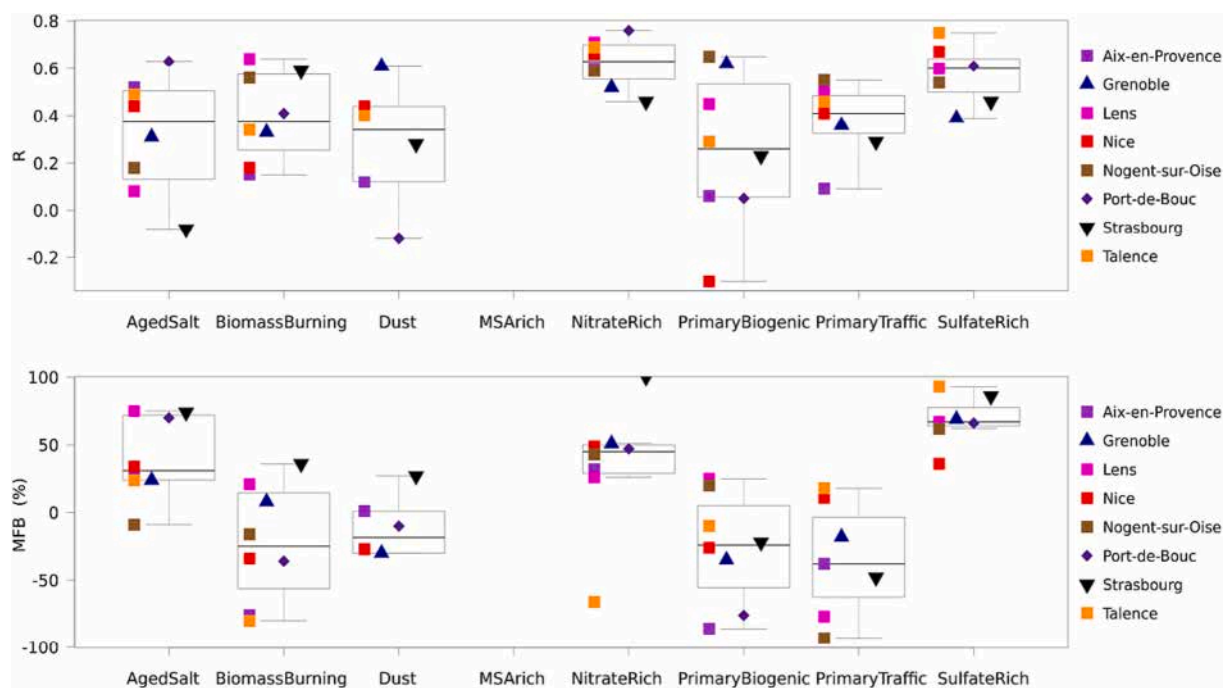 0.8
0.6
0.4
0.2
0.0
-0.2
R
AgedSalt BiomassBurning Dust MSArich NitrateRich PrimaryBiogenic PrimaryTraffic SulfateRich
Aix-en-Provence
Grenoble
Lens
Nice
Nogent-sur-Oise
Port-de-Bouc
Strasbourg
Talence
100
50
0
-50
-100
MFB (%)
AgedSalt BiomassBurning Dust MSArich NitrateRich PrimaryBiogenic PrimaryTraffic SulfateRich
Aix-en-Provence
Grenoble
Lens
Nice
Nogent-sur-Oise
Port-de-Bouc
Strasbourg
Talence